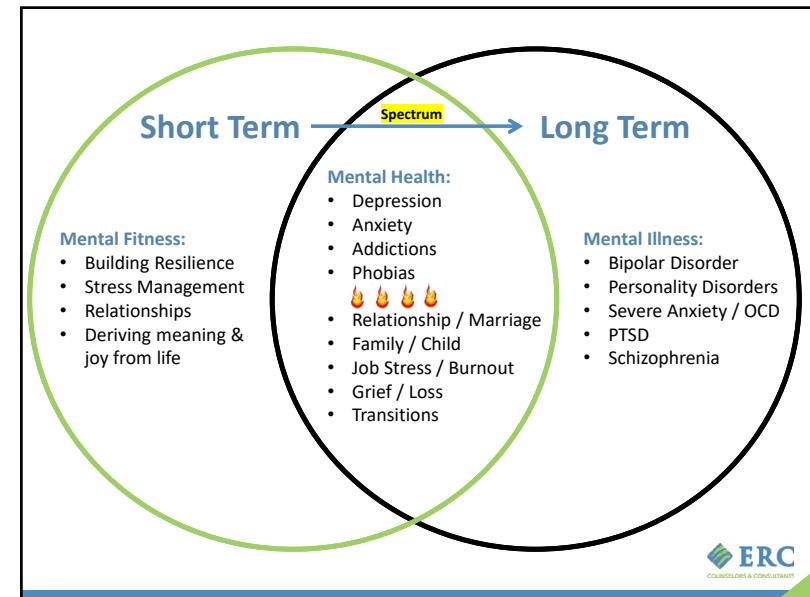 Spectrum
Short Term
Long Term
Mental Fitness:
• Building Resilience
• Stress Management
• Relationships
• Deriving meaning &
joy from life
Mental Health:
• Depression
• Anxiety
• Addictions
• Phobias
• Relationship / Marriage
• Family / Child
• Job Stress / Burnout
• Grief / Loss
• Transitions
Mental Illness:
• Bipolar Disorder
• Personality Disorders
• Severe Anxiety / OCD
• PTSD
• Schizophrenia
ERC
COUNSELORS & CONSULTANTS